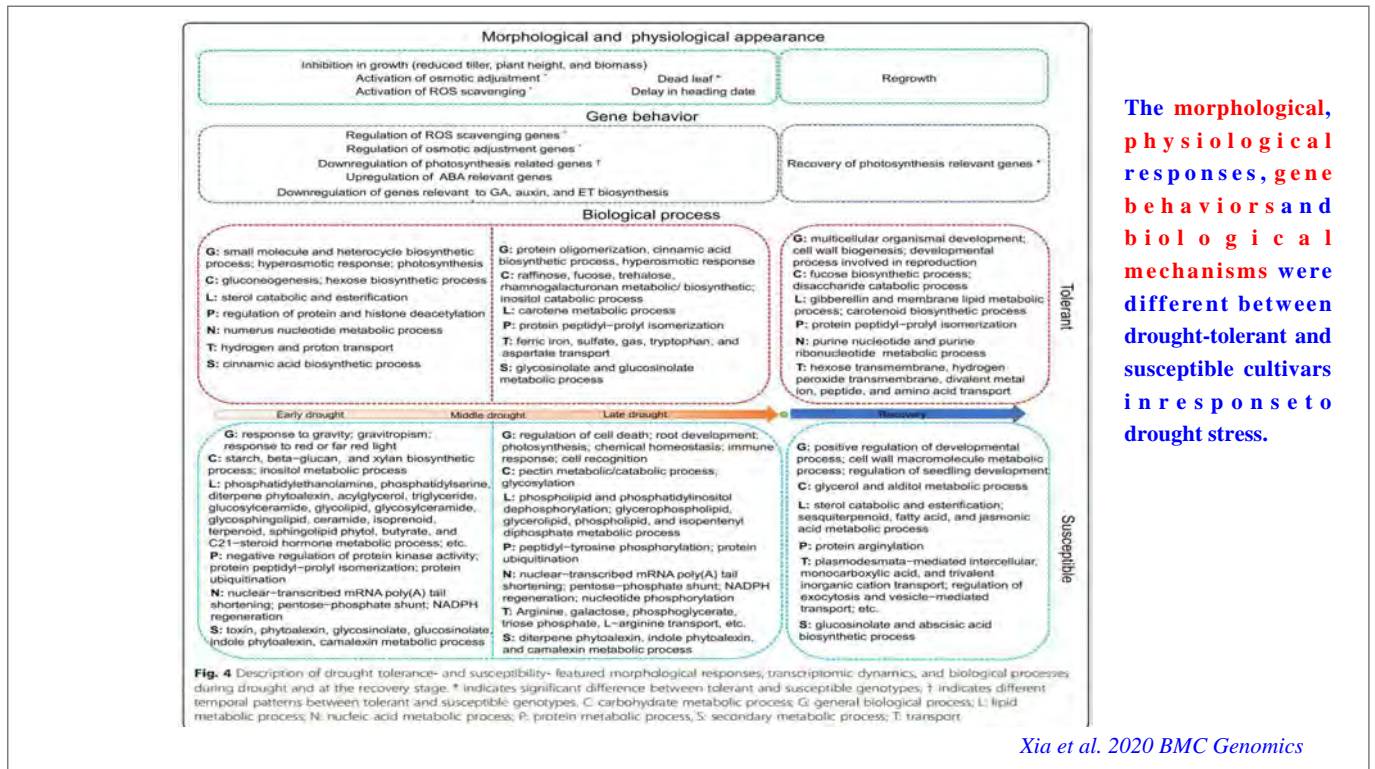 Morphological and physiological appearance
Inhibition in growth (reduced tiller, plant height, and biomass)
Activation of osmotic adjustment *
Dead leaf *
Activation of ROS scavenging *
Delay in heading date
Regrowth
Gene behavior
Regulation of ROS scavenging genes *
Regulation of osmotic adjustment genes *
Downregulation of photosynthesis related genes †
Upregulation of ABA relevant genes
Downregulation of genes relevant to GA, auxin, and ET biosynthesis
Recovery of photosynthesis relevant genes *
Biological process
G: small molecule and heterocycle biosynthetic
process; hyperosmotic response; photosynthesis
C: gluconeogenesis; hexose biosynthetic process
L: sterol catabolic and esterification
P: regulation of protein and histone deacetylation
N: numerus nucleotide metabolic process
T: hydrogen and proton transport
S: cinnamic acid biosynthetic process
G: protein oligomerization, cinnamic acid
biosynthetic process, hyperosmotic response
C: raffinose, fucose, trehalose,
rhamnogalacturonan metabolic/ biosynthetic;
inositol catabolic process
L: carotene metabolic process
P: protein peptidyl-prolyl isomerization
T: ferric iron, sulfate, gas, tryptophan, and
aspartate transport
S: glycosinolate and glucosinolate
metabolic process
G: multicellular organismal development;
cell wall biogenesis; developmental
process involved in reproduction
C: fucose biosynthetic process;
disaccharide catabolic process
L: gibberellin and membrane lipid metabolic
process; carotenoid biosynthetic process
P: protein peptidyl-prolyl isomerization
N: purine nucleotide and purine
ribonucleotide metabolic process
T: hexose transmembrane, hydrogen
peroxide transmembrane, divalent metal
ion, peptide, and amino acid transport
Tolerant
Early drought
Middle drought
Late drought
Recovery
G: response to gravity; gravitropism;
response to red or far red light
C: starch, beta-glucan, and xylan biosynthetic
process; inositol metabolic process
L: phosphatidylethanolamine, phosphatidylserine,
diterpene phytoalexin, acylglycerol, triglyceride,
glucosylceramide, glycolipid, glycosylceramide,
glycosphingolipid, ceramide, isoprenoid,
terpenoid, sphingolipid phytol, butyrate, and
C21-steroid hormone metabolic process; etc.
P: negative regulation of protein kinase activity;
protein peptidyl-prolyl isomerization; protein
ubiquitination
N: nuclear-transcribed mRNA poly(A) tail
shortening; pentose-phosphate shunt; NADPH
regeneration
S: toxin, phytoalexin, glycosinolate, glucosinolate,
indole phytoalexin, camalexin metabolic process
G: regulation of cell death; root development;
photosynthesis; chemical homeostasis; immune
response; cell recognition
C: pectin metabolic/catabolic process,
glycosylation
L: phospholipid and phosphatidylinositol
dephosphorylation; glycerophospholipid,
glycerolipid, phospholipid, and isopentenyl
diphosphate metabolic process
P: peptidyl-tyrosine phosphorylation; protein
ubiquitination
N: nuclear-transcribed mRNA poly(A) tail
shortening; pentose-phosphate shunt; NADPH
regeneration; nucleotide phosphorylation
T: Arginine, galactose, phosphoglycerate,
triose phosphate, L-arginine transport, etc.
S: diterpene phytoalexin, indole phytoalexin,
and camalexin metabolic process
G: positive regulation of developmental
process; cell wall macromolecule metabolic
process; regulation of seedling development
C: glycerol and alditol metabolic process
L: sterol catabolic and esterification;
sesquiterpenoid, fatty acid, and jasmonic
acid metabolic process
P: protein arginylation
T: plasmodesmata-mediated intercellular,
monocarboxylic acid, and trivalent
inorganic cation transport; regulation of
exocytosis and vesicle-mediated
transport; etc.
S: glucosinolate and abscisic acid
biosynthetic process
Susceptible
Fig. 4 Description of drought tolerance- and susceptibility- featured morphological responses, transcriptomic dynamics, and biological processes
during drought and at the recovery stage. * indicates significant difference between tolerant and susceptible genotypes, † indicates different
temporal patterns between tolerant and susceptible genotypes. C: carbohydrate metabolic process; G: general biological process; L: lipid
metabolic process; N: nucleic acid metabolic process; P: protein metabolic process, S: secondary metabolic process; T: transport
The morphological,
physiological
responses, gene
behaviors and
biological
mechanisms were
different between
drought-tolerant and
susceptible cultivars
in response to
drought stress.
Xia et al. 2020 BMC Genomics